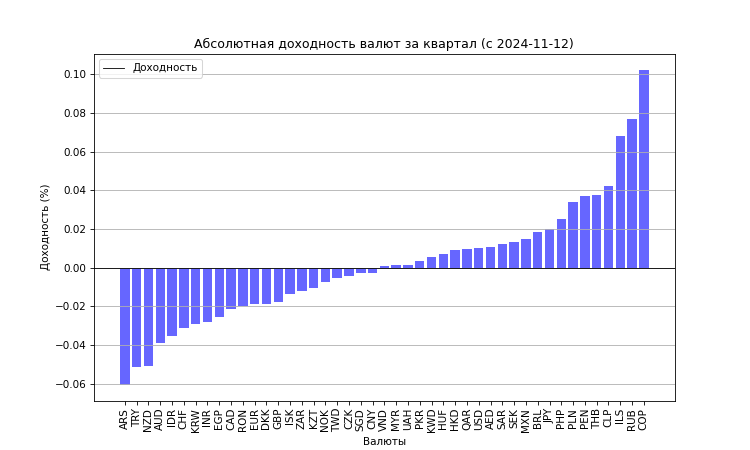 Абсолютная доходность валют за квартал (с 2024-11-12)
Доходность
0.10
0.08
0.06
0.04
0.02
0.00
−0.02
−0.04
−0.06
Доходность (%)
ARS TRY NZD AUD IDR CHF KRW INR EGP CAD RON EUR DKK GBP ISK ZAR KZT NOK TWD CZK SGD CNY VND MYR UAH PKR KWD HUF HKD QAR USD AED SAR SEK MXN BRL JPY PHP PLN PEN THB CLP ILS RUB COP
Валюты